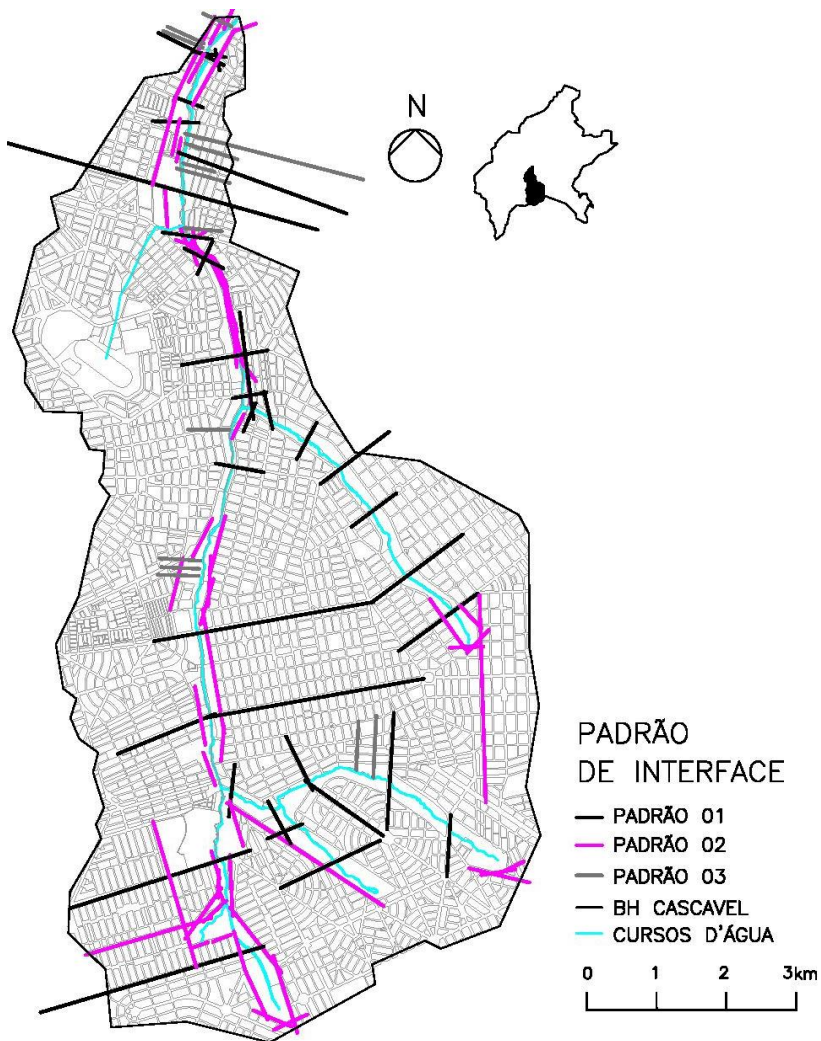 N
PADRÃO
DE INTERFACE
PADRÃO 01
PADRÃO 02
PADRÃO 03
BH CASCAVEL
CURSOS D'ÁGUA
0 1 2 3km